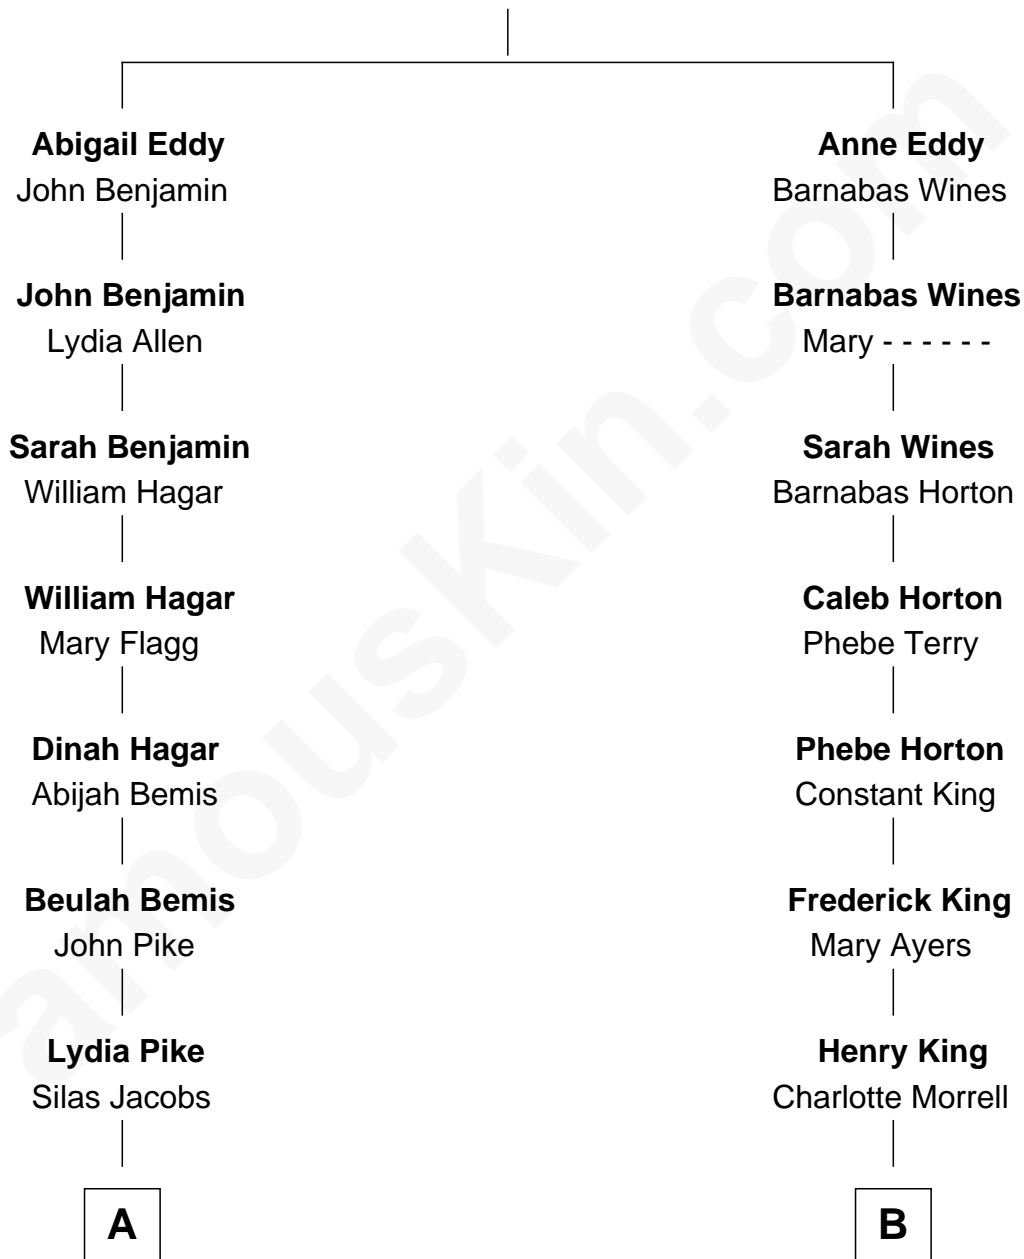 Abigail Eddy
John Benjamin
Anne Eddy
Barnabas Wines
John Benjamin
Lydia Allen
Barnabas Wines
Mary - - - - - -
Sarah Benjamin
William Hagar
Sarah Wines
Barnabas Horton
William Hagar
Mary Flagg
Caleb Horton
Phebe Terry
Dinah Hagar
Abijah Bemis
Phebe Horton
Constant King
Beulah Bemis
John Pike
Frederick King
Mary Ayers
Lydia Pike
Silas Jacobs
Henry King
Charlotte Morrell
A
B
amouskin.com